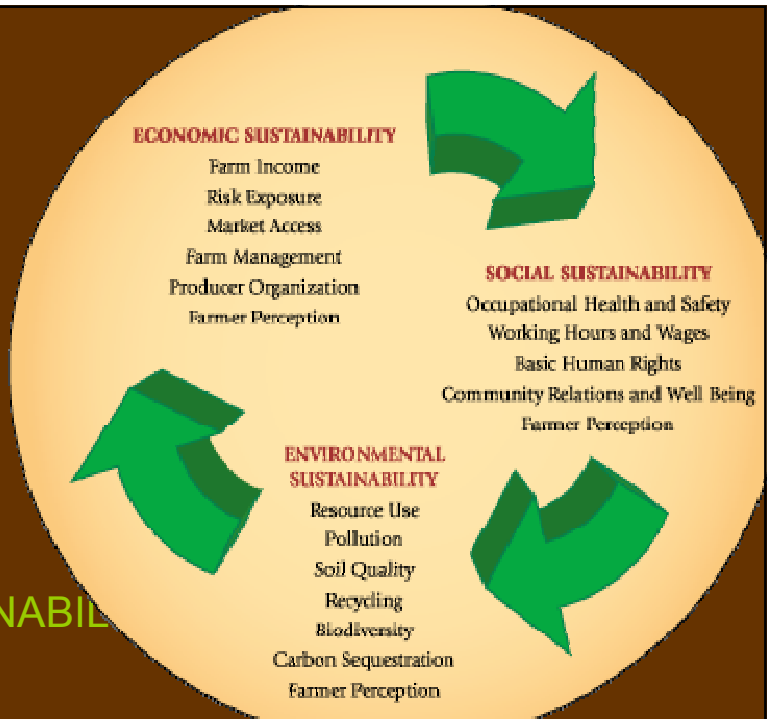 ECONOMIC SUSTAINABILITY
Farm Income
Risk Exposure
Market Access
Farm Management
Producer Organization
Farmer Perception
SOCIAL SUSTAINABILITY
Occupational Health and Safety
Working Hours and Wages
Basic Human Rights
Community Relations and Well Being
Farmer Perception
ENVIRONMENTAL
SUSTAINABILITY
Resource Use
Pollution
Soil Quality
Recycling
Biodiversity
Carbon Sequestration
Farmer Perception
NABIL